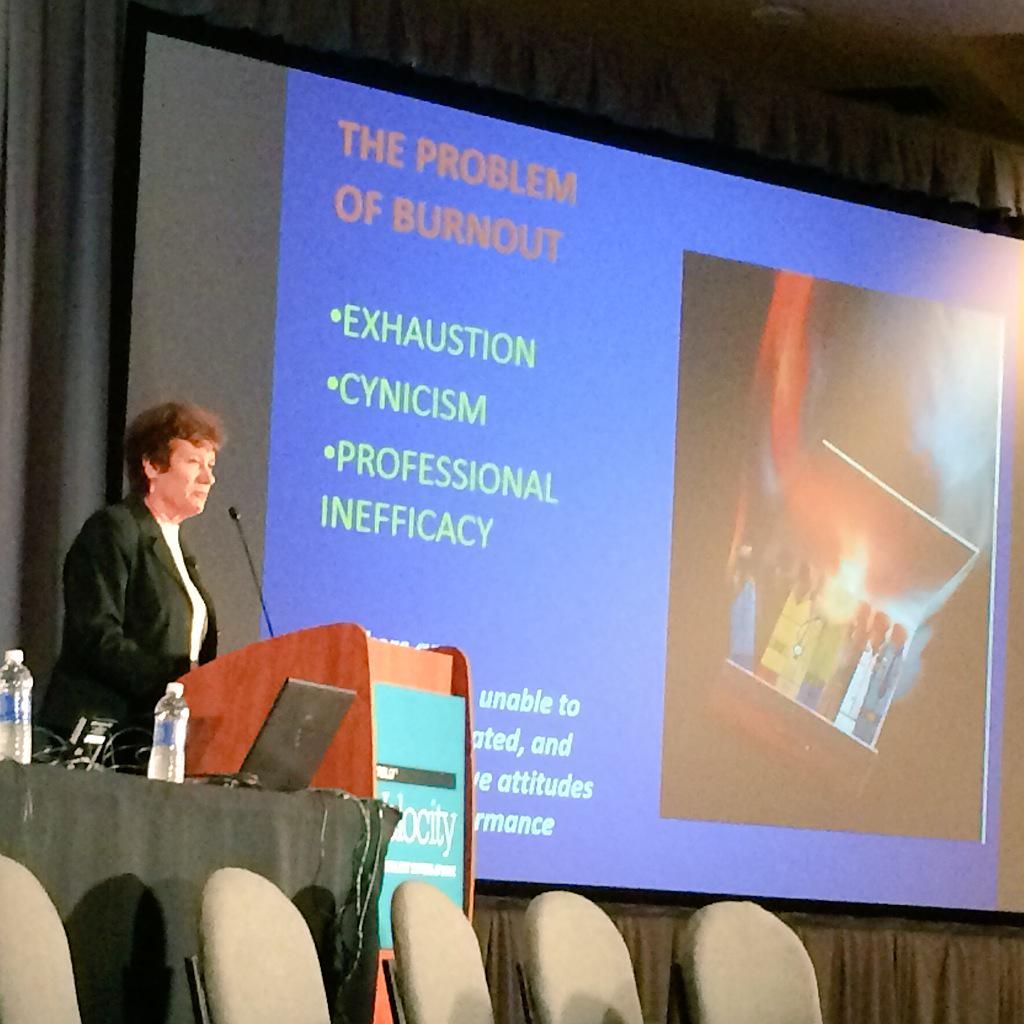 THE PROBLEM
OF BURNOUT
•EXHAUSTION
•CYNICISM
•PROFESSIONAL
INEFFICACY
unable to
ated, and
ve attitudes
rmance
locity